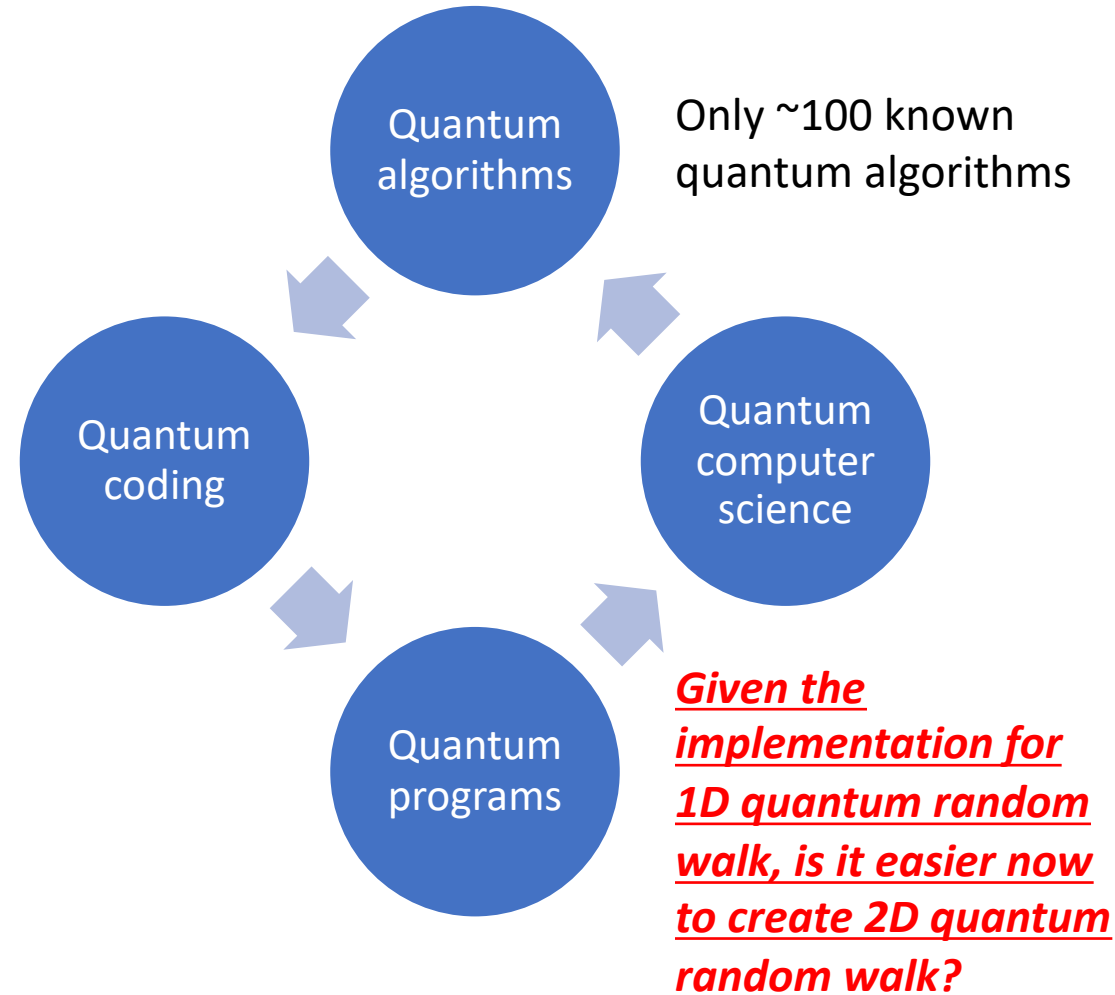 Quantum
algorithms
Only ~100 known
quantum algorithms
Quantum
coding
Quantum
computer
science
Quantum
programs
Given the
implementation for
1D quantum random
walk, is it easier now
to create 2D quantum
random walk?